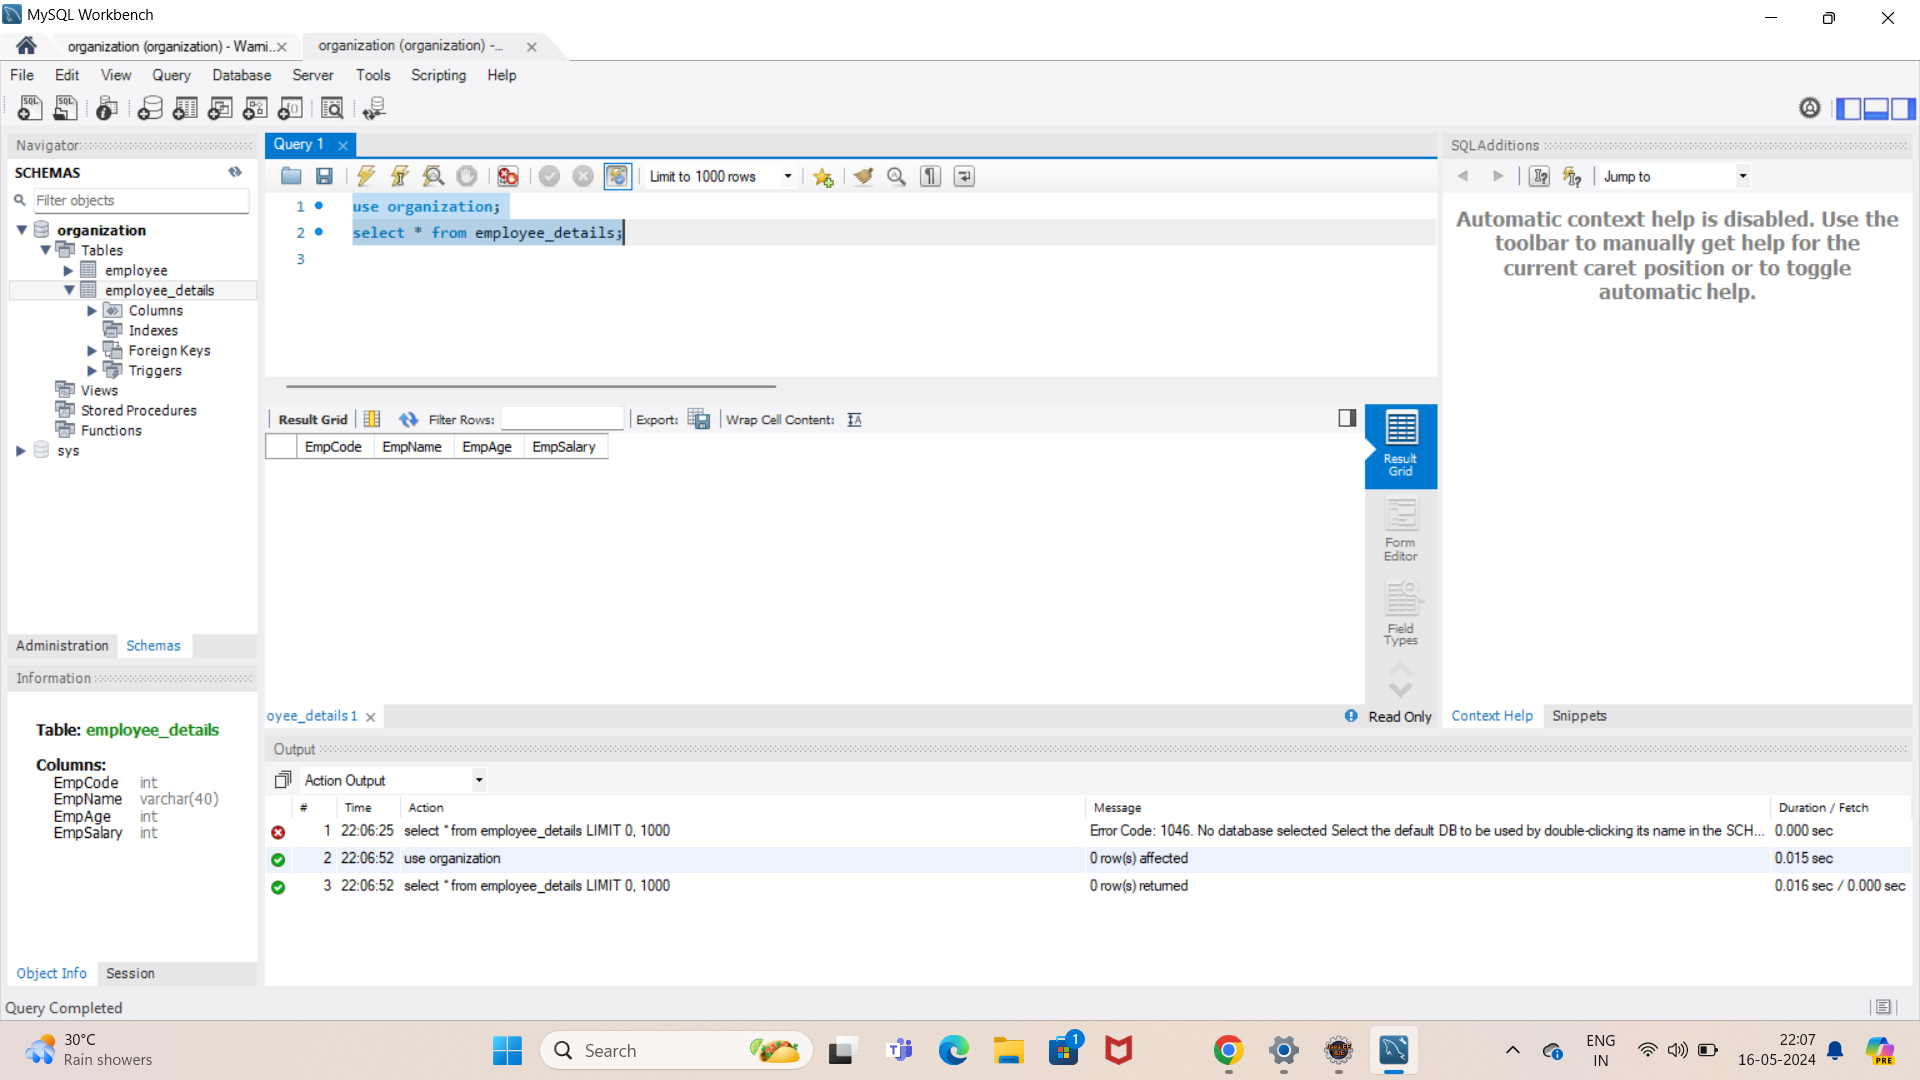 MySQL Workbench
organization (organization) - Warni...
organization (organization) -...
File Edit View Query Database Server Tools Scripting Help
Navigator
SCHEMAS
Filter objects
organization
Tables
employee
employee_details
Columns
Indexes
Foreign Keys
Triggers
Views
Stored Procedures
Functions
sys
Administration Schemas
Information
Table: employee_details
Columns:
EmpCode int
EmpName varchar(40)
EmpAge int
EmpSalary int
Object Info Session
Query 1
Limit to 1000 rows
1 use organization;
2 select * from employee_details;
3
Result Grid Filter Rows: Export: Wrap Cell Content:
EmpCode EmpName EmpAge EmpSalary
Result Grid
Form Editor
Field Types
oyee_details1
Read Only
SQLAdditions
Jump to
Automatic context help is disabled. Use the
toolbar to manually get help for the
current caret position or to toggle
automatic help.
Context Help Snippets
Output
Action Output
# Time Action Message Duration / Fetch
1 22:06:25 select * from employee_details LIMIT 0, 1000 Error Code: 1046. No database selected Select the default DB to be used by double-clicking its name in the SCH... 0.000 sec
2 22:06:52 use organization 0 row(s) affected 0.015 sec
3 22:06:52 select * from employee_details LIMIT 0, 1000 0 row(s) returned 0.016 sec / 0.000 sec
Query Completed
30°C
Rain showers
Search
1
ENG
IN
22:07
16-05-2024
PRE